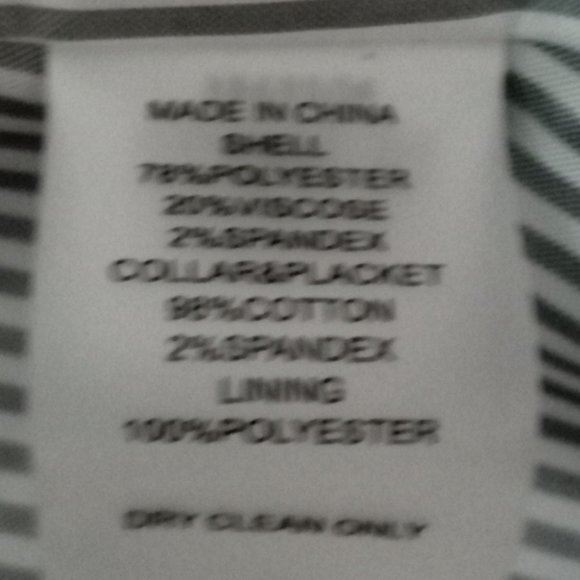 MADE IN CHINA
SHELL
78%POLYESTER
20%VISCOSE
2%SPANDEX
COLLAR&PLACKET
98%COTTON
2%SPANDEX
LINING
100%POLYESTER
DRY CLEAN ONLY